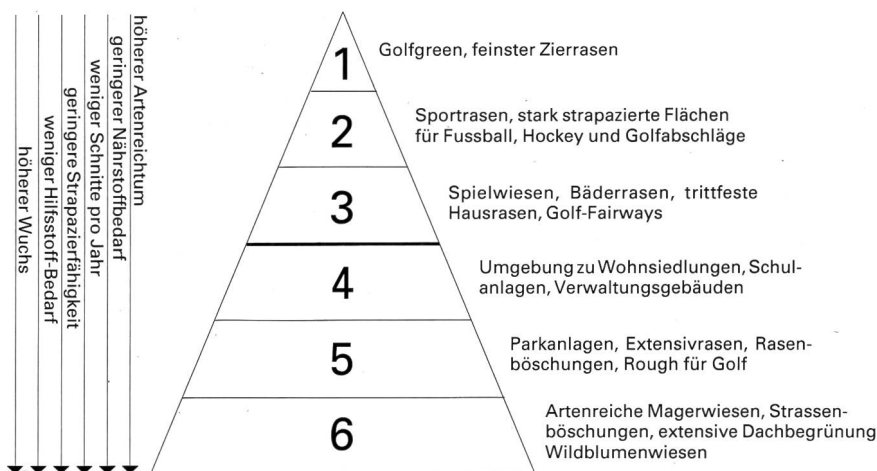 höherer Artenreichtum
geringerer Nährstoffbedarf
weniger Schnitte pro Jahr
geringere Strapazierfähigkeit
weniger Hilfsstoff-Bedarf
höherer Wuchs
1
Golfgreen, feinster Zierrasen
2
Sportrasen, stark strapazierte Flächen
für Fussball, Hockey und Golfabschläge
3
Spielwiesen, Bäderrasen, trittfeste
Hausrasen, Golf-Fairways
4
Umgebung zu Wohnsiedlungen, Schul-
anlagen, Verwaltungsgebäuden
5
Parkanlagen, Extensivrasen, Rasen-
böschungen, Rough für Golf
6
Artenreiche Magerwiesen, Strassen-
böschungen, extensive Dachbegrünung
Wildblumenwiesen